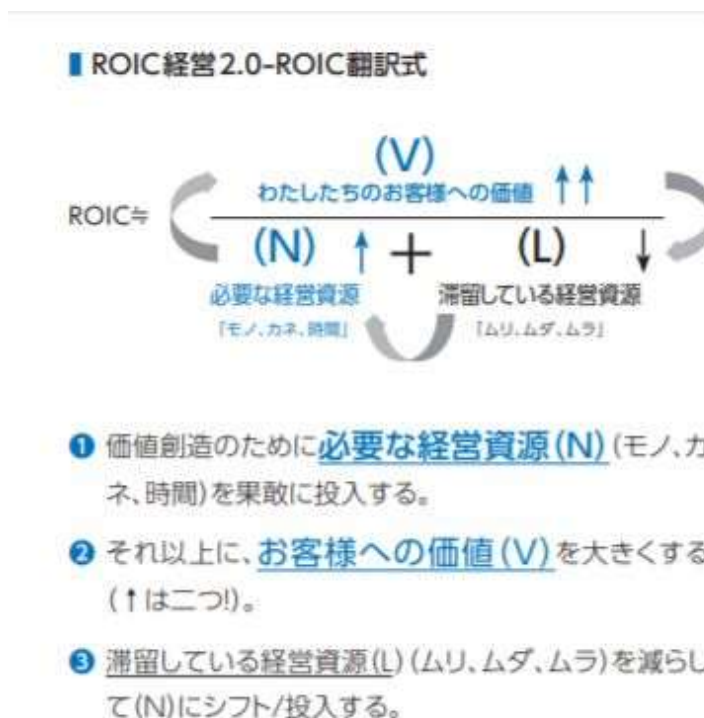 ROIC経営2.0-ROIC翻訳式
(V)
わたしたちのお客様への価値 ↑↑
ROIC≒
(N) ↑ + (L) ↓
必要な経営資源 滞留している経営資源
「モノ、カネ、時間」 「ムリ、ムダ、ムラ」
❶ 価値創造のために必要な経営資源(N)(モノ、カ
ネ、時間)を果敢に投入する。
❷ それ以上に、お客様への価値(V)を大きくする
(↑は二つ!)。
❸ 滞留している経営資源(L)(ムリ、ムダ、ムラ)を減らし
て(N)にシフト/投入する。